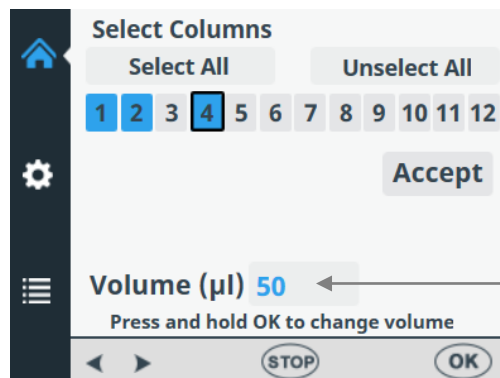 Select Columns
Select All Unselect All
1 2 3 4 5 6 7 8 9 10 11 12
Accept
Volume (µl) 50
Press and hold OK to change volume
STOP OK